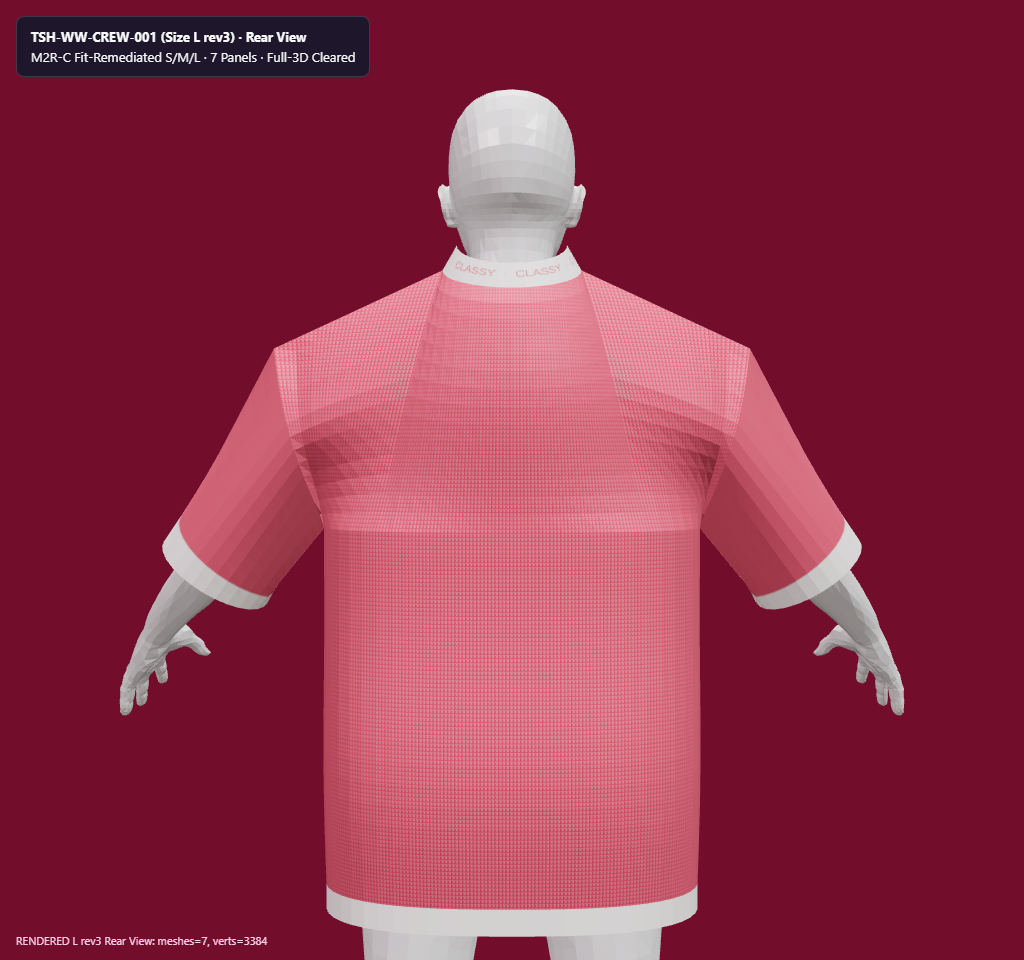 TSH-WW-CREW-001 (Size L rev3) · Rear View
M2R-C Fit-Remediated S/M/L · 7 Panels · Full-3D Cleared
CLASSY · CLASSY
RENDERED L rev3 Rear View: meshes=7, verts=3384